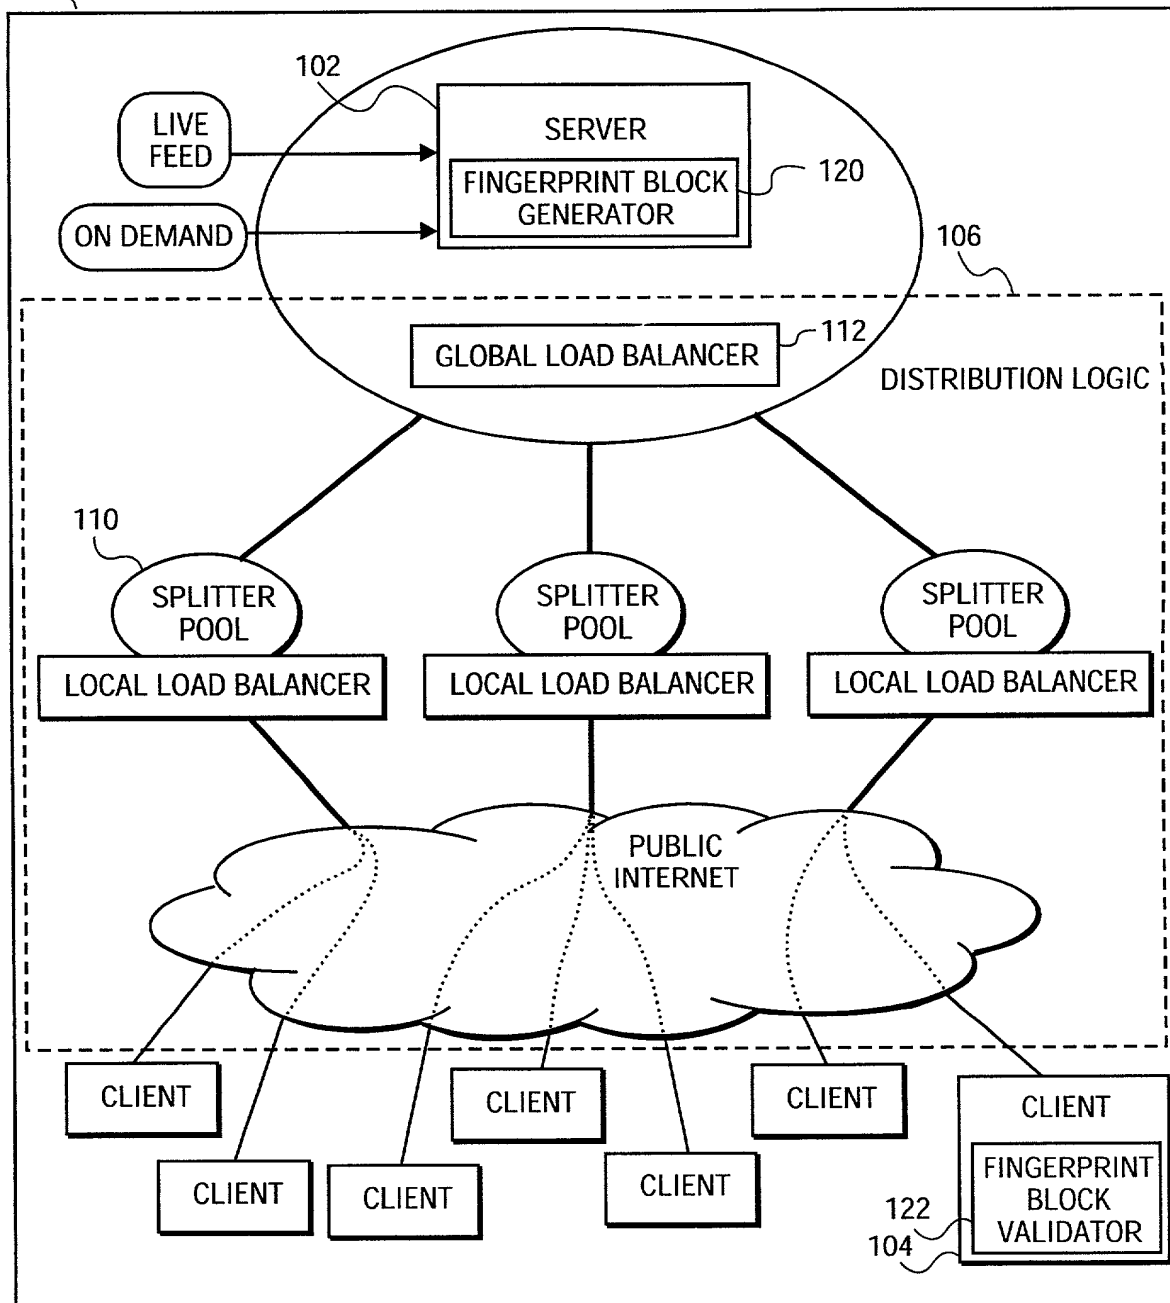 102
LIVE
FEED
SERVER
FINGERPRINT BLOCK
GENERATOR
120
ON DEMAND
106
112
GLOBAL LOAD BALANCER
DISTRIBUTION LOGIC
110
SPLITTER
POOL
SPLITTER
POOL
SPLITTER
POOL
LOCAL LOAD BALANCER
LOCAL LOAD BALANCER
LOCAL LOAD BALANCER
PUBLIC
INTERNET
CLIENT
CLIENT
CLIENT
CLIENT
CLIENT
CLIENT
CLIENT
FINGERPRINT
BLOCK
VALIDATOR
122
104